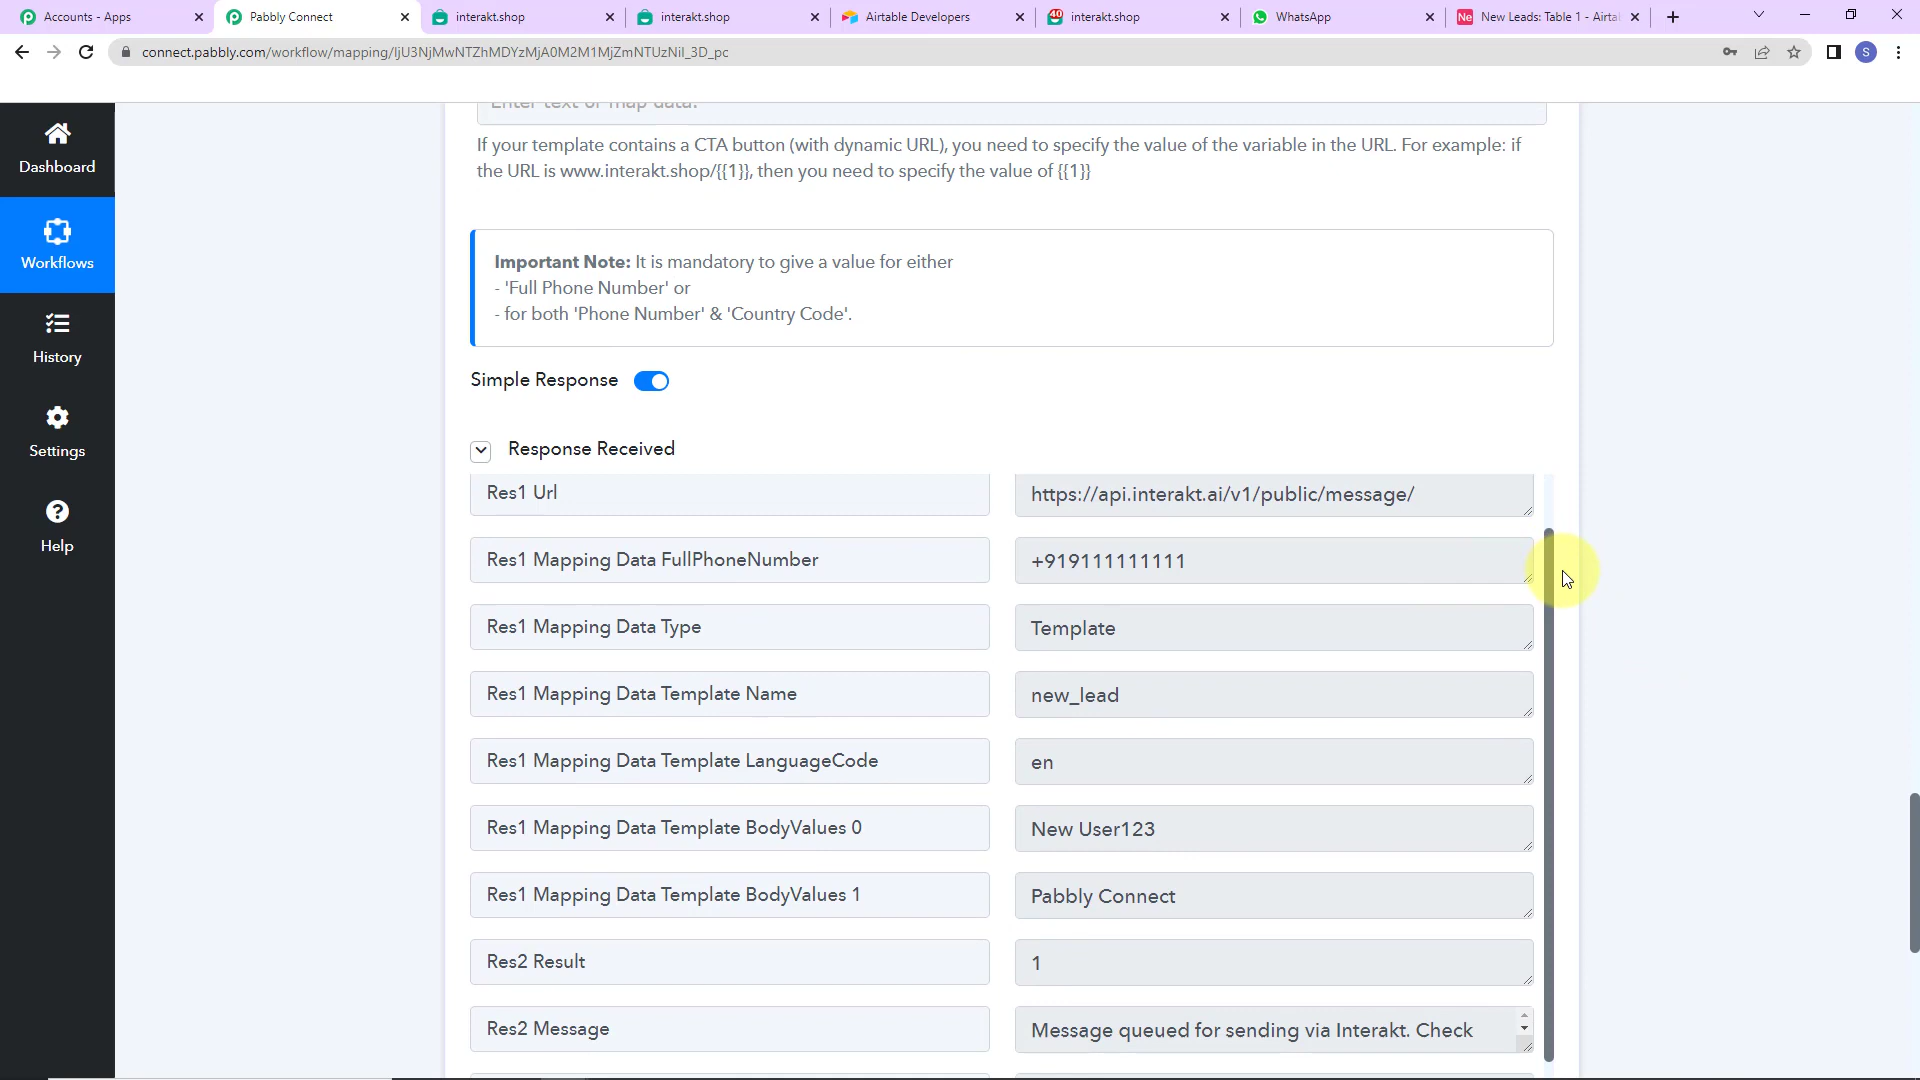 Accounts - Apps
Pabbly Connect
interakt.shop
interakt.shop
Airtable Developers
40
interakt.shop
WhatsApp
Ne
New Leads: Table 1 - Airta
connect.pabbly.com/workflow/mapping/IjU3NjMwNTZhMDYzMjA0M2M1MjZmNTUzNiI_3D_pc
S
Dashboard
Workflows
History
Settings
Help
Enter text or map data.
If your template contains a CTA button (with dynamic URL), you need to specify the value of the variable in the URL. For example: if
the URL is www.interakt.shop/{{1}}, then you need to specify the value of {{1}}
Important Note: It is mandatory to give a value for either
- 'Full Phone Number' or
- for both 'Phone Number' & 'Country Code'.
Simple Response
Response Received
Res1 Url
https://api.interakt.ai/v1/public/message/
Res1 Mapping Data FullPhoneNumber
+919111111111
Res1 Mapping Data Type
Template
Res1 Mapping Data Template Name
new_lead
Res1 Mapping Data Template LanguageCode
en
Res1 Mapping Data Template BodyValues 0
New User123
Res1 Mapping Data Template BodyValues 1
Pabbly Connect
Res2 Result
1
Res2 Message
Message queued for sending via Interakt. Check